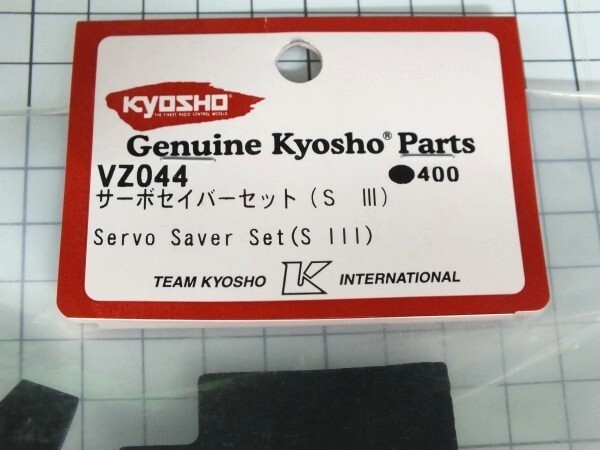 KYOSHO
THE FINEST RADIO CONTROL MODELS
Genuine Kyosho® Parts
VZ044 ●400
サーボセイバーセット(S Ⅲ)
Servo Saver Set(S III)
TEAM KYOSHO K INTERNATIONAL